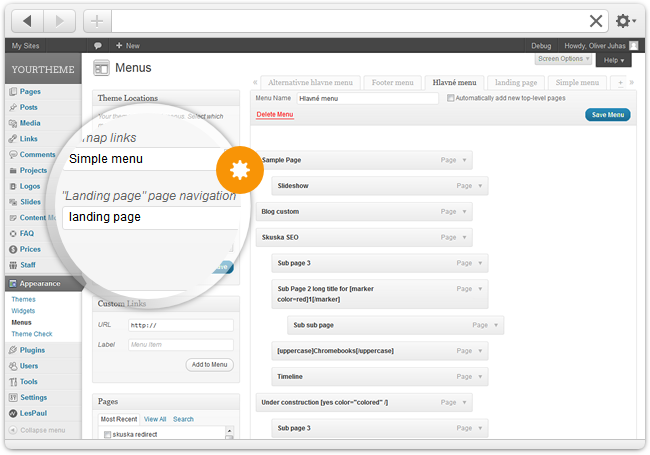 My Sites
+ New
Debug
Howdy, Oliver Juhas
YOURTHEME
Menus
Screen Options ▼
Help ▼
Pages
Posts
Media
Links
Comments
Projects
Logos
Slides
Content
FAQ
Prices
Staff
Appearance
Themes
Widgets
Menus
Theme Check
Plugins
Users
Tools
Settings
LesPaul
Collapse menu
Theme Locations
Your
Select which
links
Simple menu
"Landing page" page navigation
landing page
Custom Links
URL
http://
Label
Menu Item
Add to Menu
Pages
Most Recent
View All
Search
skuska redirect
«
Alternativne hlavne menu
Footer menu
Hlavné menu
landing page
Simple menu
+
»
Menu Name
Hlavné menu
Automatically add new top-level pages
Delete Menu
Save Menu
Sample Page
Page ▼
Slideshow
Page ▼
Blog custom
Page ▼
Skuska SEO
Page ▼
Sub page 3
Page ▼
Sub Page 2 long title for [marker
color=red]1[/marker]
Page ▼
Sub sub page
Page ▼
[uppercase]Chromebooks[/uppercase]
Page ▼
Timeline
Page ▼
Under construction [yes color="colored" /]
Page ▼
Sub page 3
Page ▼